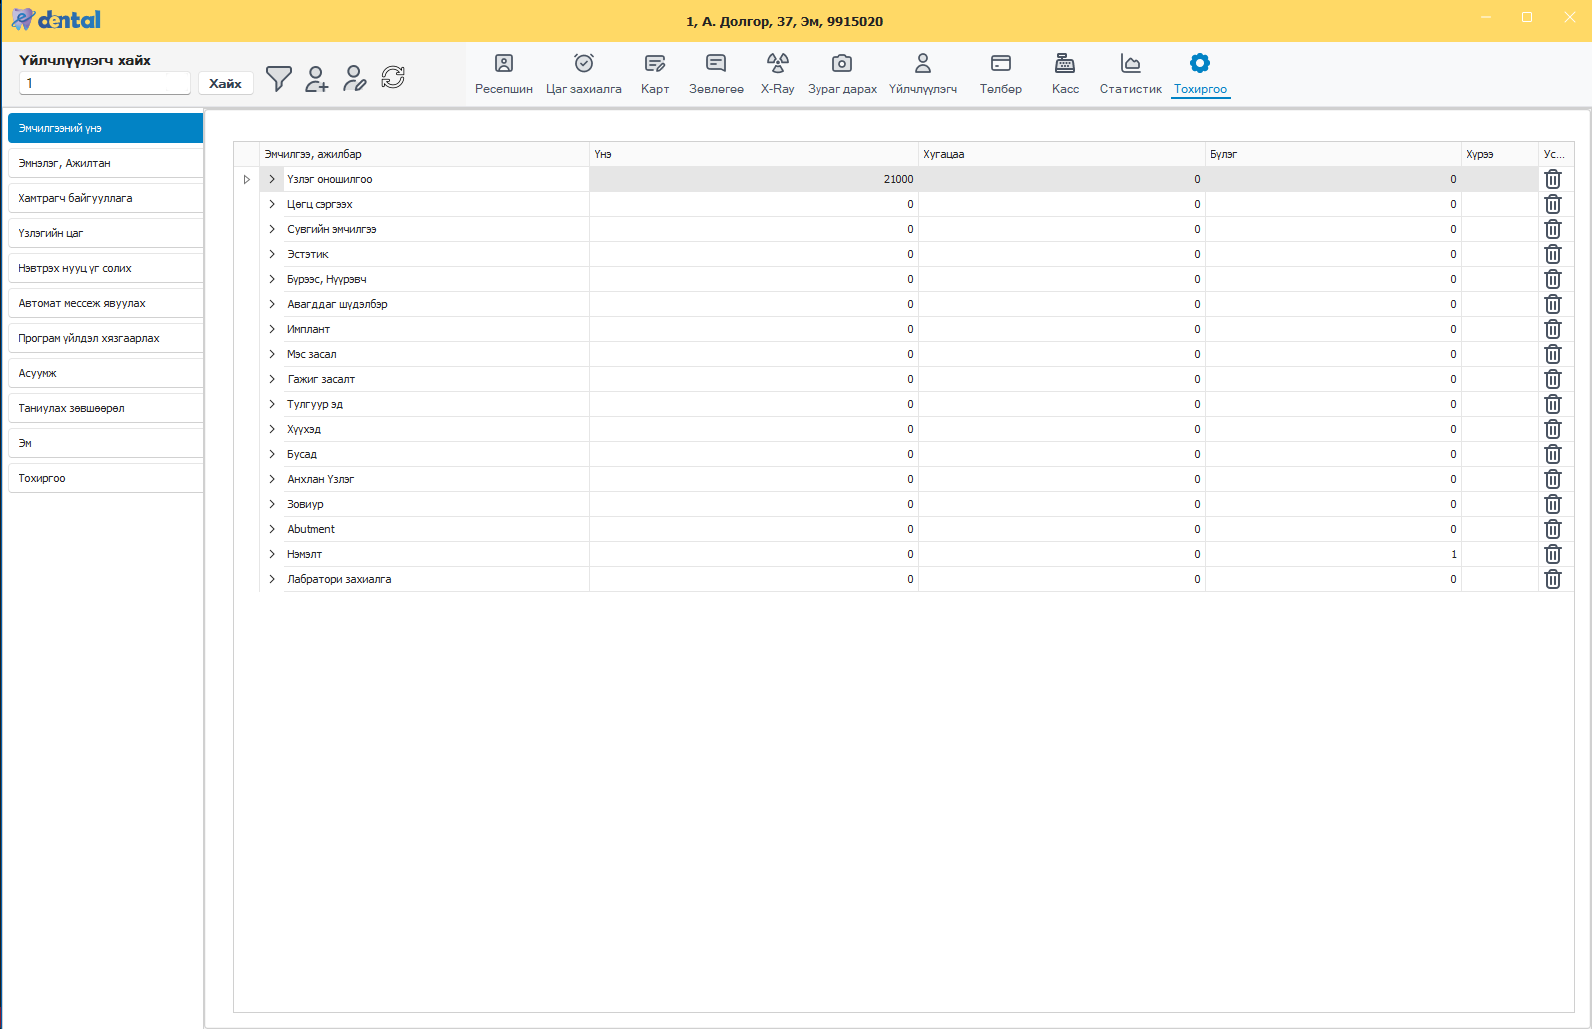 dental
1, А. Долгор, 37, Эм, 9915020
Үйлчлүүлэгч хайх
1
Хайх
Ресепшин
Цаг захиалга
Карт
Зөвлөгөө
X-Ray
Зураг дарах
Үйлчлүүлэгч
Төлбөр
Касс
Статистик
Тохиргоо
Эмчилгээний үнэ
Эмнэлэг, Ажилтан
Хамтрагч байгууллага
Үзлэгийн цаг
Нэвтрэх нууц үг солих
Автомат мессеж явуулах
Програм үйлдэл хязгаарлах
Асуумж
Таниулах зөвшөөрөл
Эм
Тохиргоо
Эмчилгээ, ажилбар Үнэ Хугацаа Бүлэг Хүрээ Ус...
Үзлэг оношилгоо 21000 0 0
Цөгц сэргээх 0 0 0
Сувгийн эмчилгээ 0 0 0
Эстэтик 0 0 0
Бүрээс, Нүүрэвч 0 0 0
Авагддаг шүдэлбэр 0 0 0
Имплант 0 0 0
Мэс засал 0 0 0
Гажиг засалт 0 0 0
Тулгуур эд 0 0 0
Хүүхэд 0 0 0
Бусад 0 0 0
Анхлан Үзлэг 0 0 0
Зовиур 0 0 0
Abutment 0 0 0
Нэмэлт 0 0 1
Лабратори захиалга 0 0 0